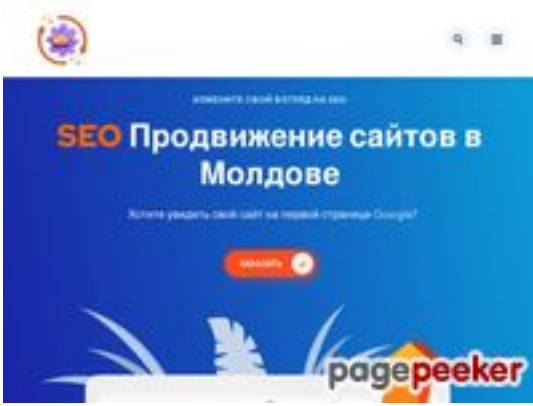 ИЗМЕНИТЕ СВОЙ ВЗГЛЯД НА SEO
SEO Продвижение сайтов в
Молдове
Хотите увидеть свой сайт на первой странице Google?
ЗАКАЗАТЬ
pagepeeker